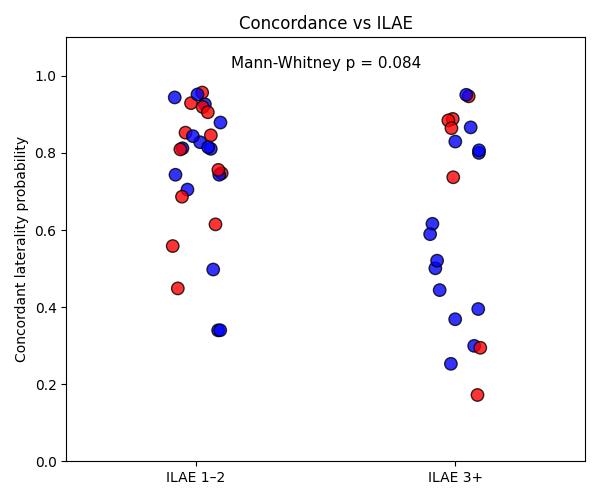 Concordance vs ILAE
Mann-Whitney p = 0.084
Concordant laterality probability
1.0
0.8
0.6
0.4
0.2
0.0
ILAE 1–2
ILAE 3+